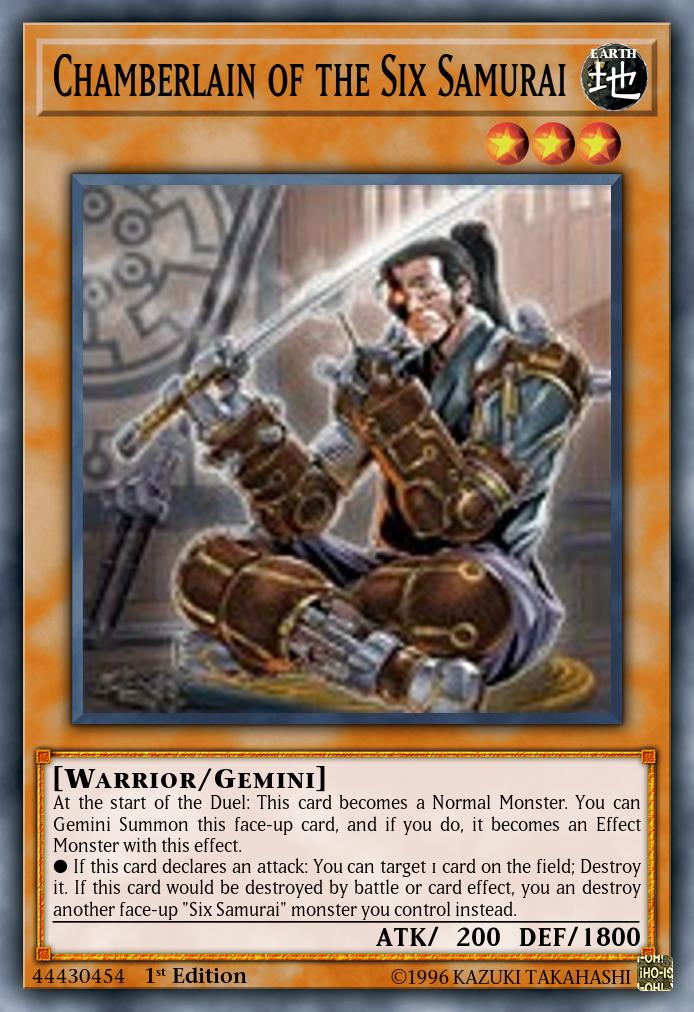 Chamberlain of the Six Samurai
EARTH
地
[Warrior/Gemini]
At the start of the Duel: This card becomes a Normal Monster. You can
Gemini Summon this face-up card, and if you do, it becomes an Effect
Monster with this effect.
● If this card declares an attack: You can target 1 card on the field; Destroy
it. If this card would be destroyed by battle or card effect, you an destroy
another face-up "Six Samurai" monster you control instead.
ATK/ 200 DEF/1800
44430454 1st Edition ©1996 KAZUKI TAKAHASHI